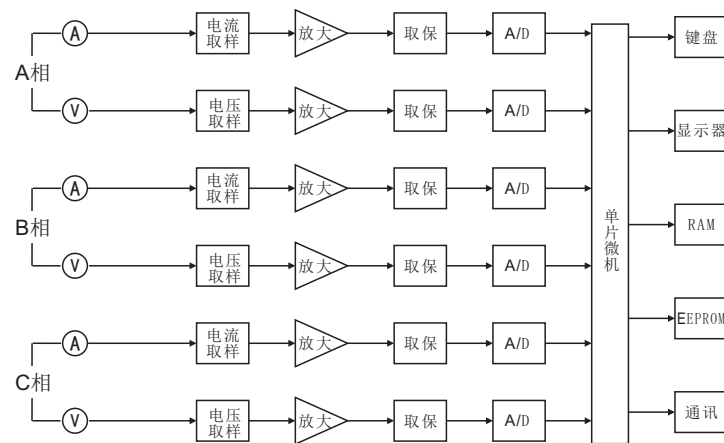 A
电流
取样
放大
取保
A/D
键盘
A相
V
电压
取样
放大
取保
A/D
显示器
A
电流
取样
放大
取保
A/D
B相
单片微机
RAM
V
电压
取样
放大
取保
A/D
EEPROM
A
电流
取样
放大
取保
A/D
C相
V
电压
取样
放大
取保
A/D
通讯